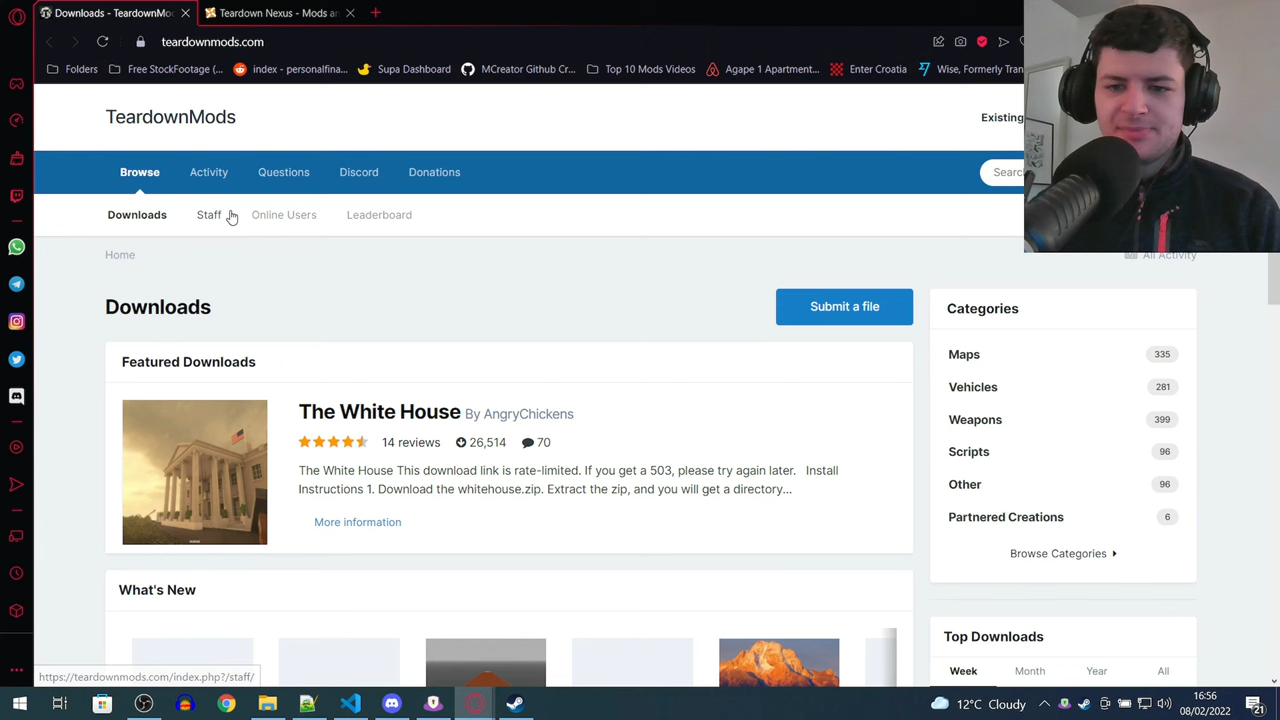 Downloads - TeardownMo
Teardown Nexus - Mods a
teardownmods.com
Folders
Free StockFootage (...
index - personalfinan...
Supa Dashboard
MCreator Github Cr...
Top 10 Mods Videos
Agape 1 Apartment...
Enter Croatia
Wise, Formerly Tran
TeardownMods
Existing
Browse
Activity
Questions
Discord
Donations
Searc
Downloads
Staff
Online Users
Leaderboard
Home
All Activity
Downloads
Submit a file
Featured Downloads
The White House By AngryChickens
14 reviews 26,514 70
The White House This download link is rate-limited. If you get a 503, please try again later. Install
Instructions 1. Download the whitehouse.zip. Extract the zip, and you will get a directory...
More information
What's New
Categories
Maps 335
Vehicles 281
Weapons 399
Scripts 96
Other 96
Partnered Creations 6
Browse Categories
Top Downloads
Week
Month
Year
All
https://teardownmods.com/index.php?/staff/
12°C Cloudy
16:56
08/02/2022
21